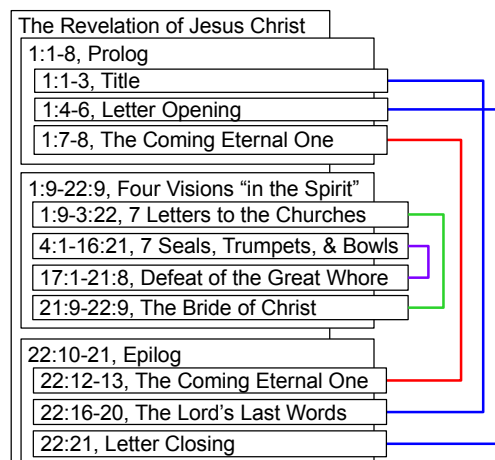 The Revelation of Jesus Christ
1:1-8, Prolog
1:1-3, Title
1:4-6, Letter Opening
1:7-8, The Coming Eternal One
1:9-22:9, Four Visions “in the Spirit”
1:9-3:22, 7 Letters to the Churches
4:1-16:21, 7 Seals, Trumpets, & Bowls
17:1-21:8, Defeat of the Great Whore
21:9-22:9, The Bride of Christ
22:10-21, Epilog
22:12-13, The Coming Eternal One
22:16-20, The Lord’s Last Words
22:21, Letter Closing